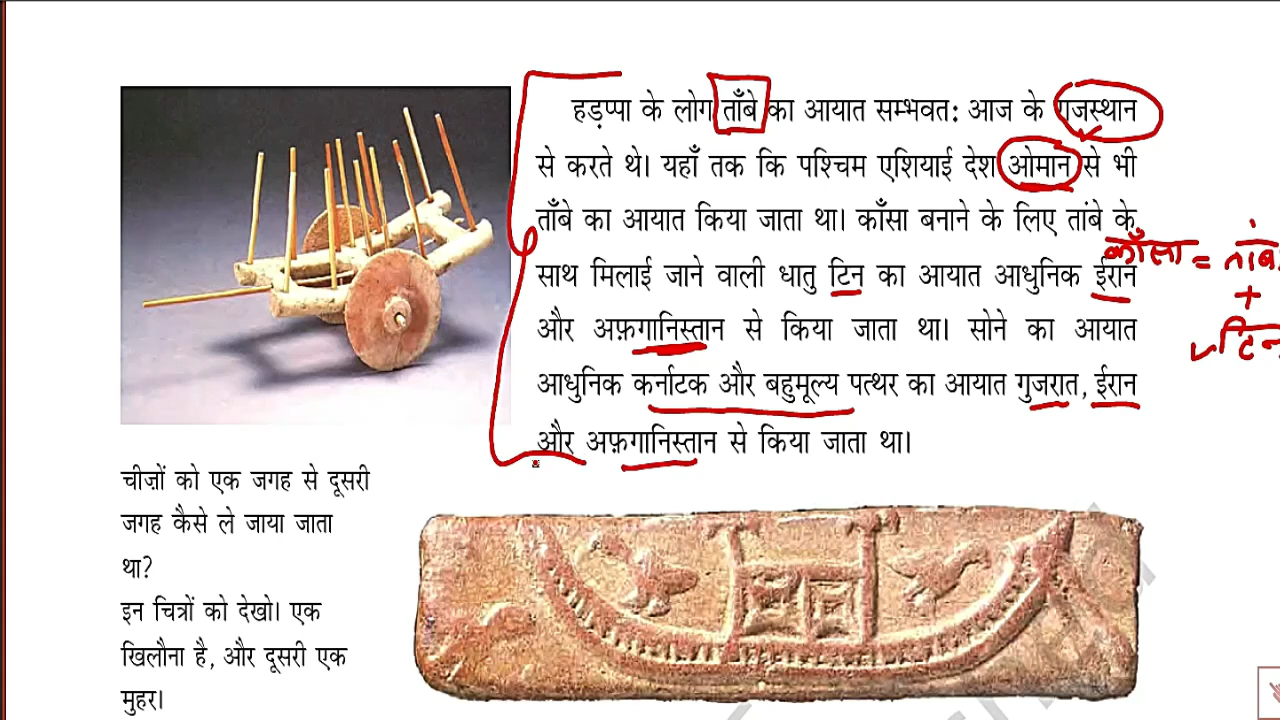 हड़प्पा के लोग ताँबे का आयात सम्भवत: आज के राजस्थान
से करते थे। यहाँ तक कि पश्चिम एशियाई देश ओमान से भी
ताँबे का आयात किया जाता था। काँसा बनाने के लिए तांबे के
साथ मिलाई जाने वाली धातु टिन का आयात आधुनिक ईरान
और अफ़गानिस्तान से किया जाता था। सोने का आयात
आधुनिक कर्नाटक और बहुमूल्य पत्थर का आयात गुजरात, ईरान
और अफ़गानिस्तान से किया जाता था।
काँसा = तांबा
+
टिन
चीज़ों को एक जगह से दूसरी
जगह कैसे ले जाया जाता
था?
इन चित्रों को देखो। एक
खिलौना है, और दूसरी एक
मुहर।